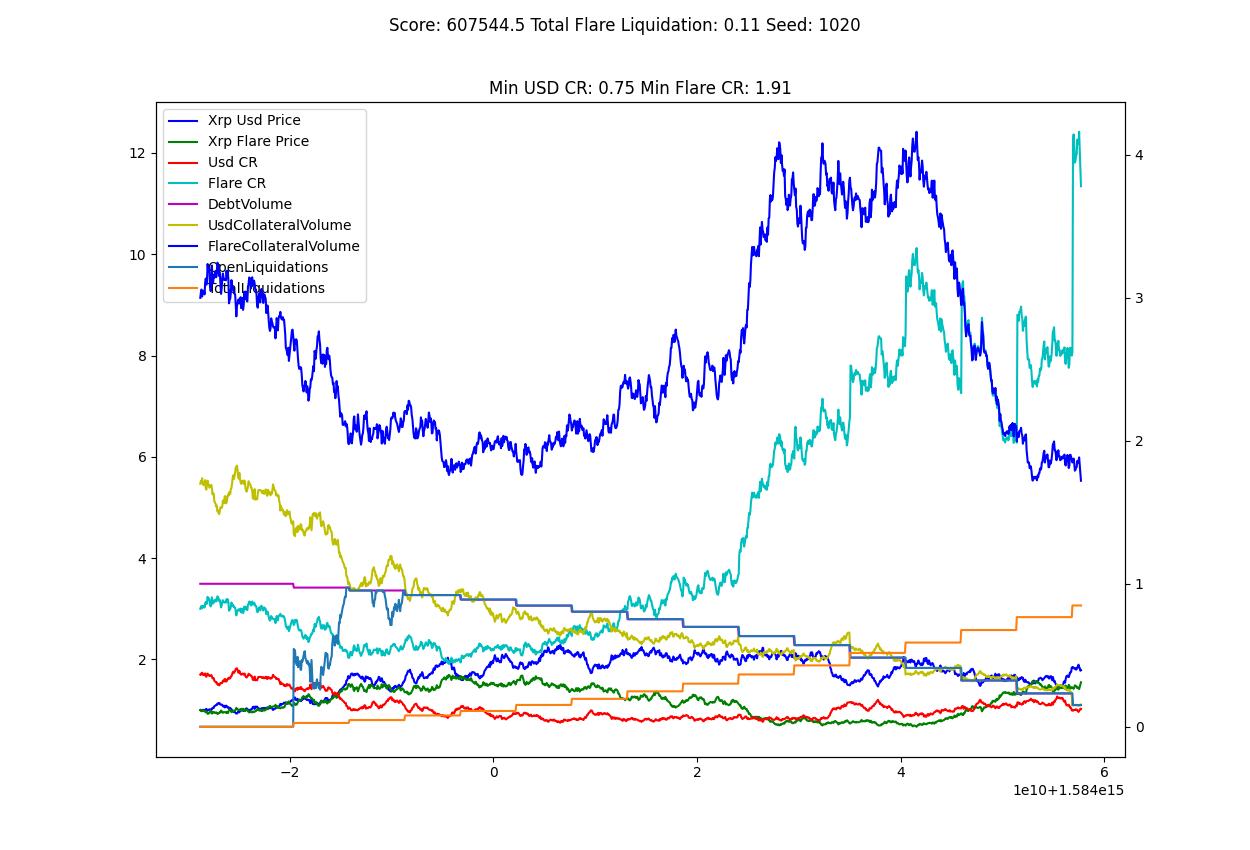 Score: 607544.5 Total Flare Liquidation: 0.11 Seed: 1020
Min USD CR: 0.75 Min Flare CR: 1.91
Xrp Usd Price
Xrp Flare Price
Usd CR
Flare CR
DebtVolume
UsdCollateralVolume
FlareCollateralVolume
OpenLiquidations
TotalLiquidations
12
10
8
6
4
2
4
3
2
1
0
−2
0
2
4
6
1e10+1.584e15